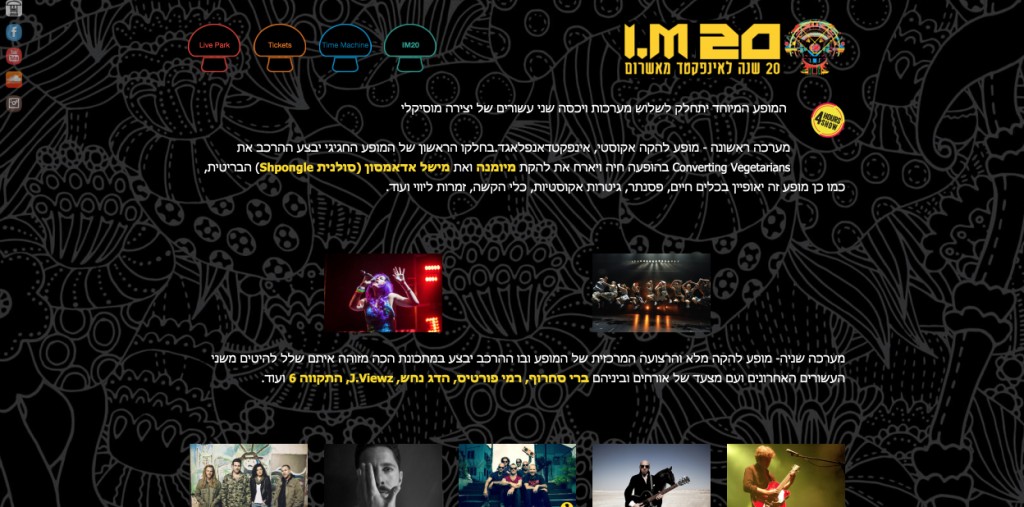 Live Park
Tickets
Time Machine
IM20
I.M 20
20 שנה לאינפקטד מאשרום
4 HOURS SHOW
המופע המיוחד יתחלק לשלוש מערכות ויכסה שני עשורים של יצירה מוסיקלי
מערכה ראשונה - מופע להקה אקוסטי, אינפקטדאנפלאגד.בחלקו הראשון של המופע החגיגי יבצע ההרכב את
Converting Vegetarians בהופעה חיה ויארח את להקת מיומנה ואת מישל אדאמסון (סולנית Shpongle) הבריטית,
כמו כן מופע זה יאופיין בכלים חיים, פסנתר, גיטרות אקוסטיות, כלי הקשה, זמרות ליווי ועוד.
מערכה שניה- מופע להקה מלא והרצועה המרכזית של המופע ובו ההרכב יבצע במתכונת הכה מזוהה איתם שלל להיטים משני
העשורים האחרונים ועם מצעד של אורחים וביניהם ברי סחרוף, רמי פורטיס, הדג נחש, J.Viewz, התקווה 6 ועוד.